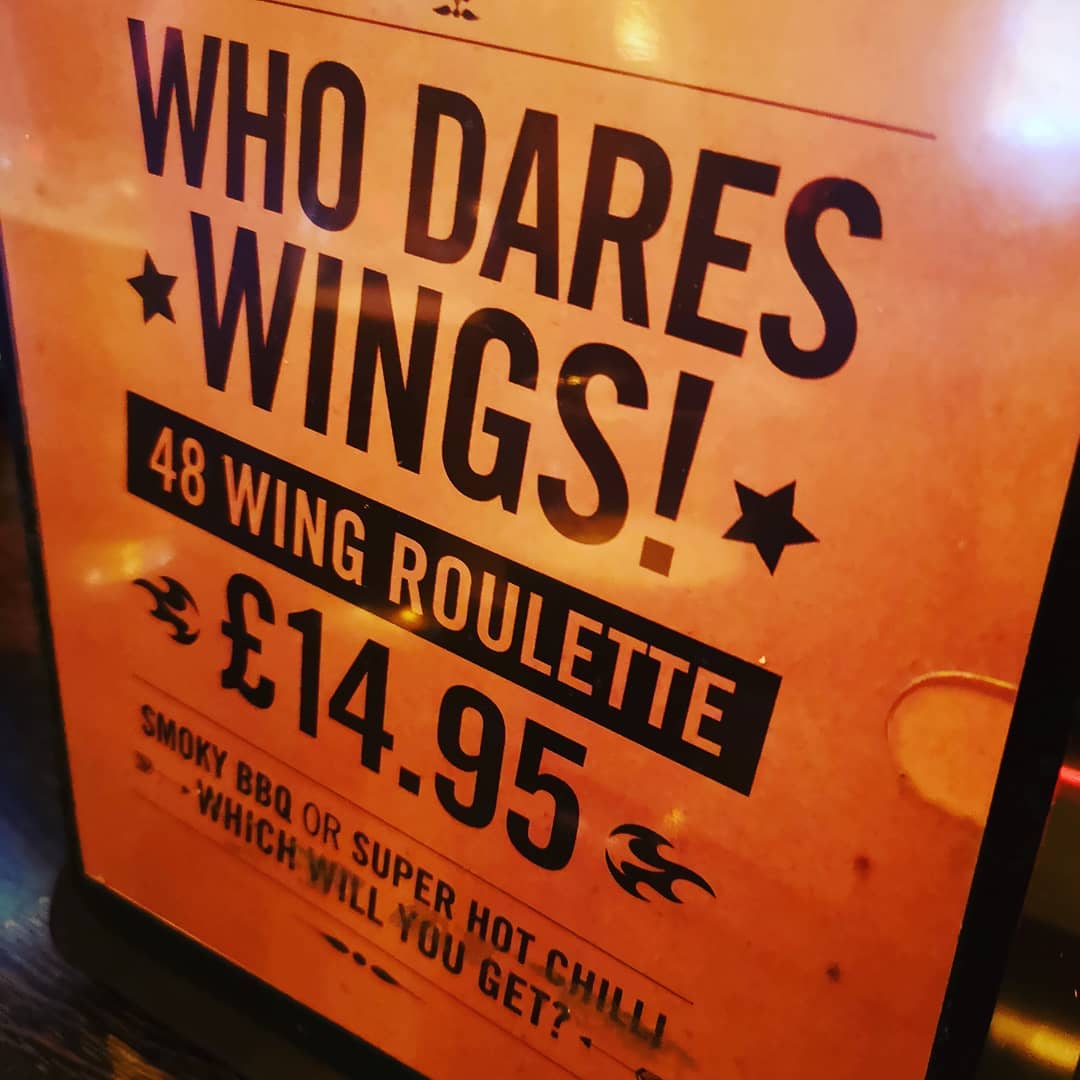 WHO DARES
WINGS!
48 WING ROULETTE
£14.95
SMOKY BBQ OR SUPER HOT CHILLI
WHICH WILL YOU GET?